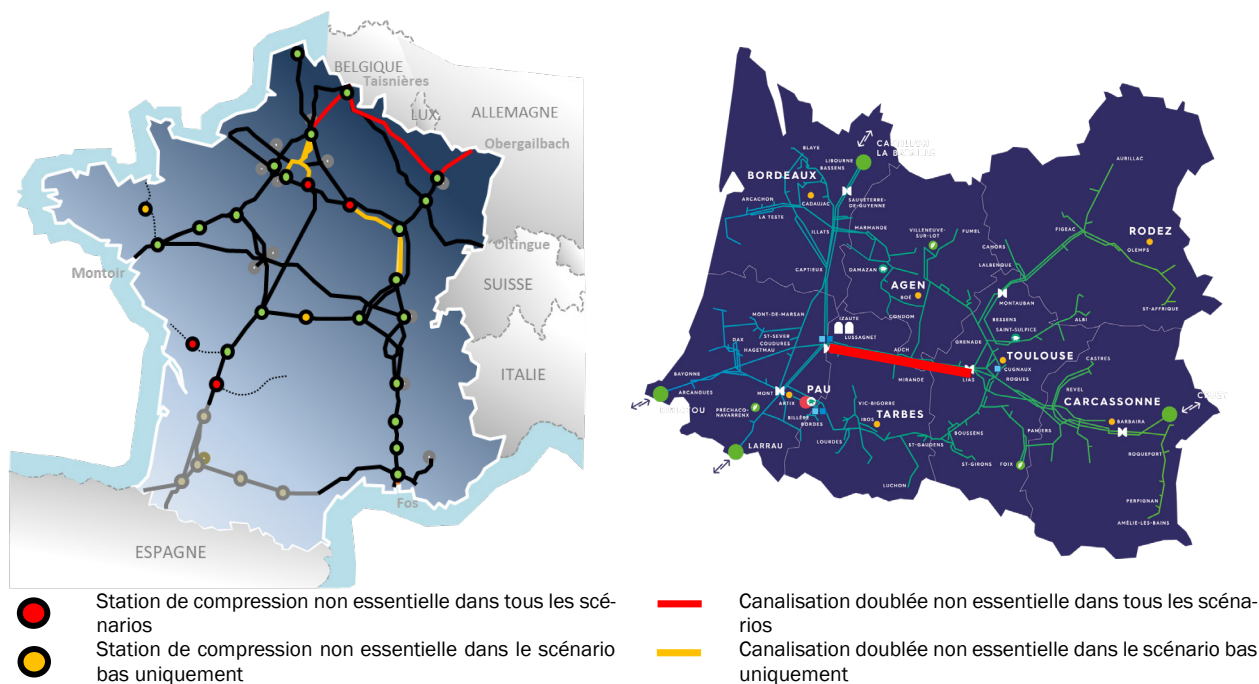 BELGIQUE
Taisnières
LUX.
ALLEMAGNE
Obergailbach
Oltingue
SUISSE
Montoir
ITALIE
Fos
ESPAGNE
BLAYE
LIBOURNE
BASSENS
BORDEAUX
CADAUJAC
SAUVETERRE-
DE-GUYENNE
ARCACHON
LA TESTE
ILLATS
MARMANDE
VILLENEUVE-
SUR-LOT
FUMEL
CAHORS
LALBENQUE
FIGEAC
AURILLAC
RODEZ
OLEMPS
CAPTIEUX
DAMAZAN
AGEN
BOÉ
MONTAUBAN
ST-AFFRIQUE
MONT-DE-MARSAN
IZAUTE
CONDOM
BESSENS
SAINT-SULPICE
ALBI
ST-SEVER
COUDURES
LUSSAGNET
DAX
HAGETMAU
AUCH
GRENADE
TOULOUSE
CUGNAUX
CASTRES
BAYONNE
ARCANGUES
MONT
ARTIX
PAU
MIRANDE
LIAS
ROQUES
REVEL
CARCASSONNE
BARBAIRA
PRÉCHACQ-
NAVARRENX
BILLÈRE
BORDES
VIC-BIGORRE
IBOS
TARBES
LOURDES
ST-GAUDENS
BOUSSENS
PAMIERS
LARRAU
ST-GIRONS
FOIX
ROQUEFORT
LUCHON
PERPIGNAN
AMÉLIE-LES-BAINS
Station de compression non essentielle dans tous les scé-
narios
Station de compression non essentielle dans le scénario
bas uniquement
Canalisation doublée non essentielle dans tous les scéna-
rios
Canalisation doublée non essentielle dans le scénario bas
uniquement